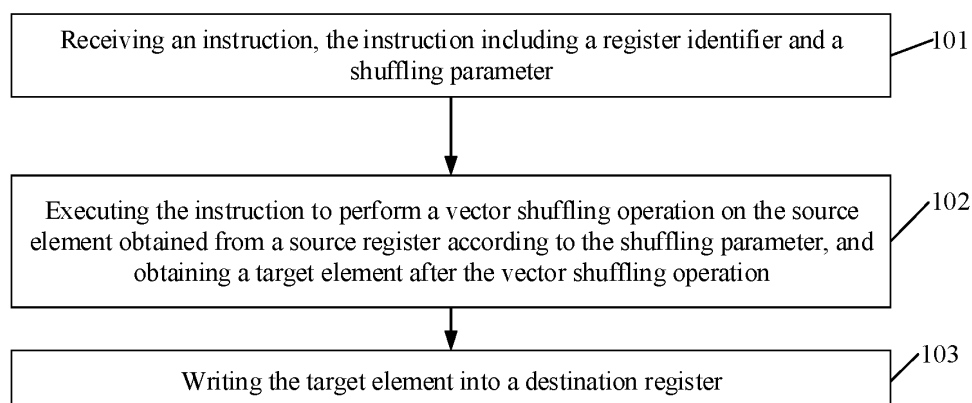 Receiving an instruction, the instruction including a register identifier and a
shuffling parameter
101
Executing the instruction to perform a vector shuffling operation on the source
element obtained from a source register according to the shuffling parameter, and
obtaining a target element after the vector shuffling operation
102
Writing the target element into a destination register
103